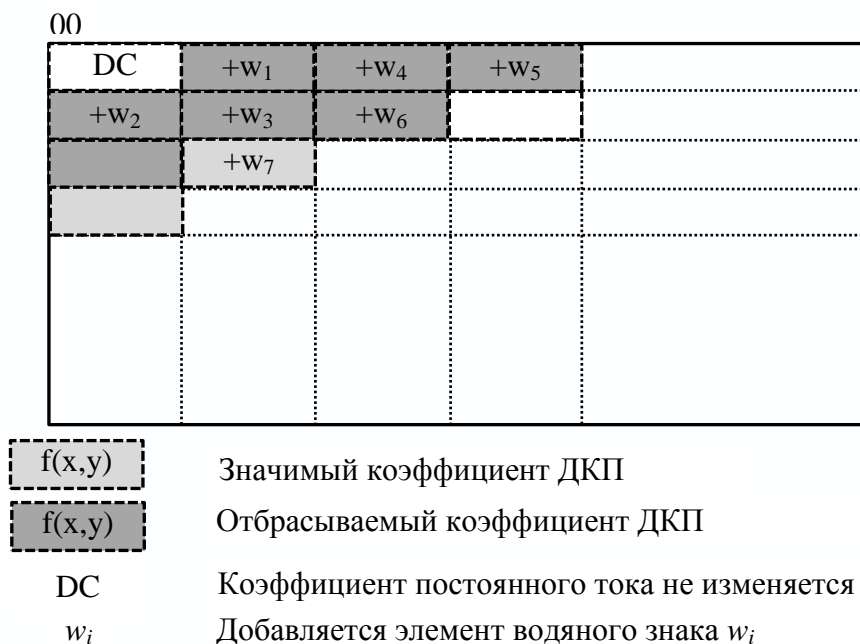 00
DC +w₁ +w₄ +w₅
+w₂ +w₃ +w₆
+w₇
f(x,y) Значимый коэффициент ДКП
f(x,y) Отбрасываемый коэффициент ДКП
DC Коэффициент постоянного тока не изменяется
wᵢ Добавляется элемент водяного знака wᵢ